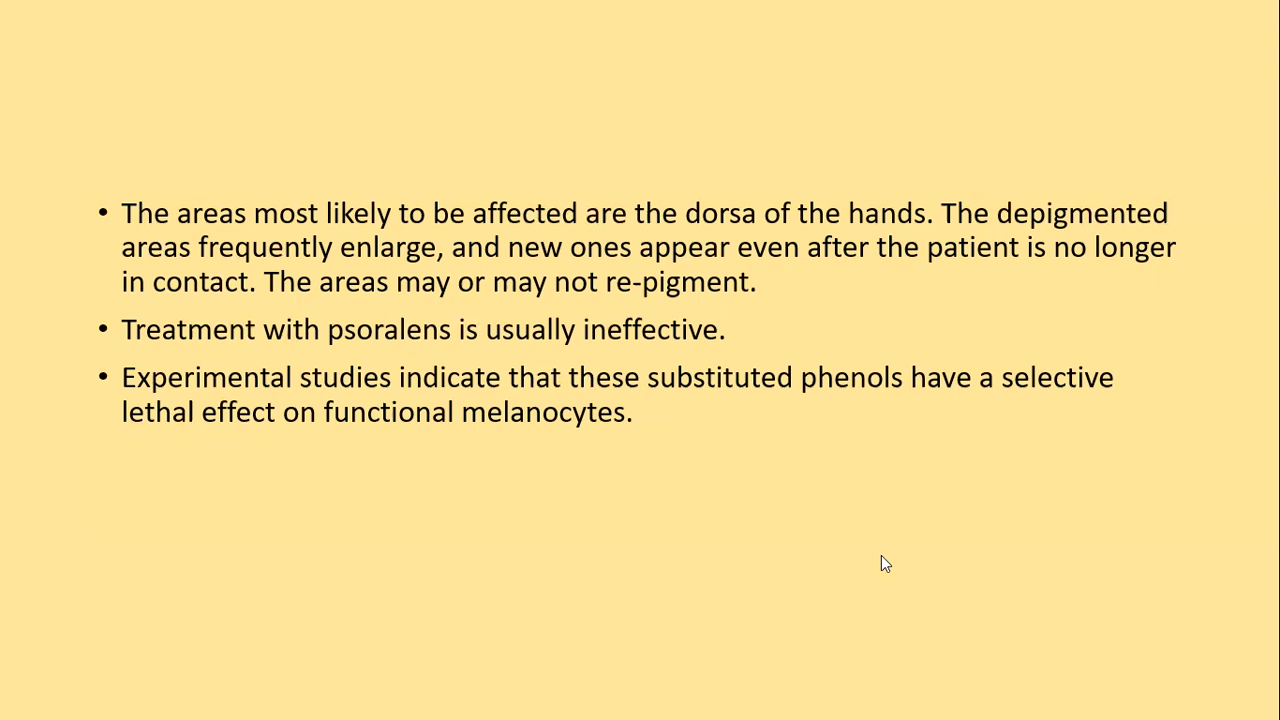 • The areas most likely to be affected are the dorsa of the hands. The depigmented
areas frequently enlarge, and new ones appear even after the patient is no longer
in contact. The areas may or may not re-pigment.
• Treatment with psoralens is usually ineffective.
• Experimental studies indicate that these substituted phenols have a selective
lethal effect on functional melanocytes.